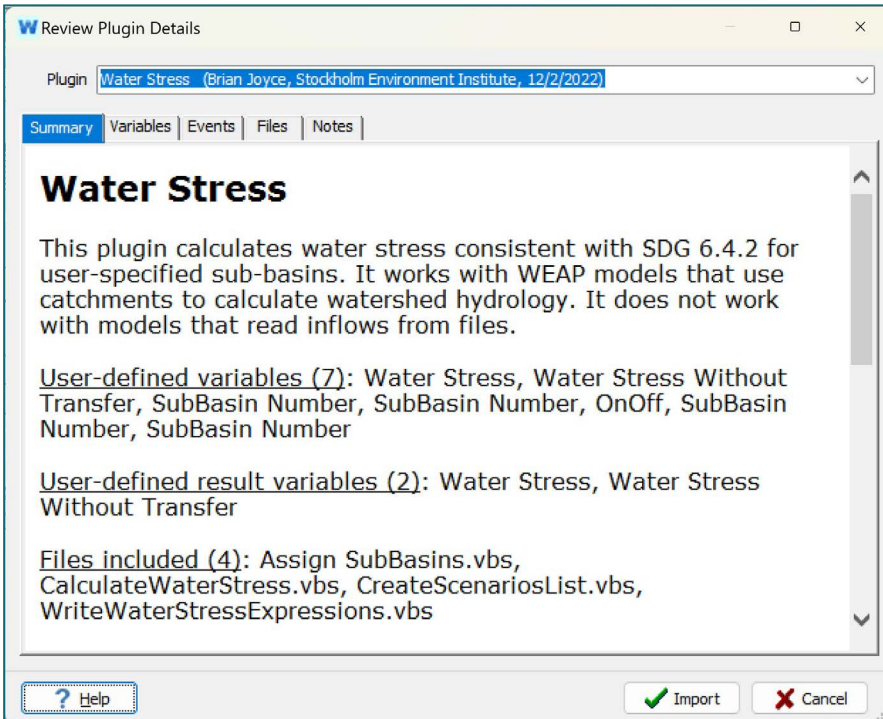 W Review Plugin Details
Plugin Water Stress (Brian Joyce, Stockholm Environment Institute, 12/2/2022)
Summary Variables Events Files Notes
Water Stress
This plugin calculates water stress consistent with SDG 6.4.2 for
user-specified sub-basins. It works with WEAP models that use
catchments to calculate watershed hydrology. It does not work
with models that read inflows from files.
User-defined variables (7): Water Stress, Water Stress Without
Transfer, SubBasin Number, SubBasin Number, OnOff, SubBasin
Number, SubBasin Number
User-defined result variables (2): Water Stress, Water Stress
Without Transfer
Files included (4): Assign SubBasins.vbs,
CalculateWaterStress.vbs, CreateScenariosList.vbs,
WriteWaterStressExpressions.vbs
? Help Import Cancel